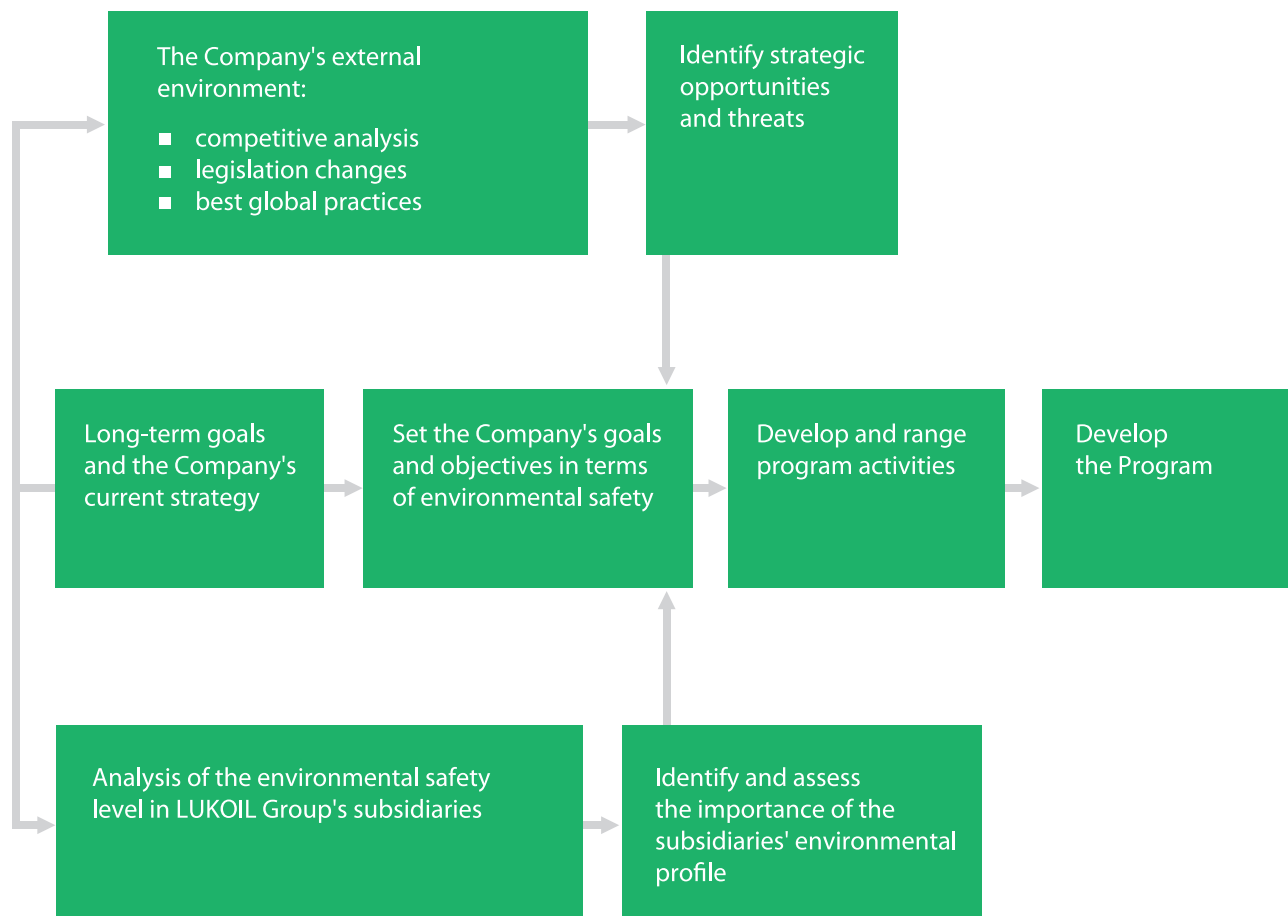 The Company's external
environment:
competitive analysis
legislation changes
best global practices
Identify strategic
opportunities
and threats
Long-term goals
and the Company's
current strategy
Set the Company's goals
and objectives in terms
of environmental safety
Develop and range
program activities
Develop
the Program
Analysis of the environmental safety
level in LUKOIL Group's subsidiaries
Identify and assess
the importance of the
subsidiaries' environmental
profile